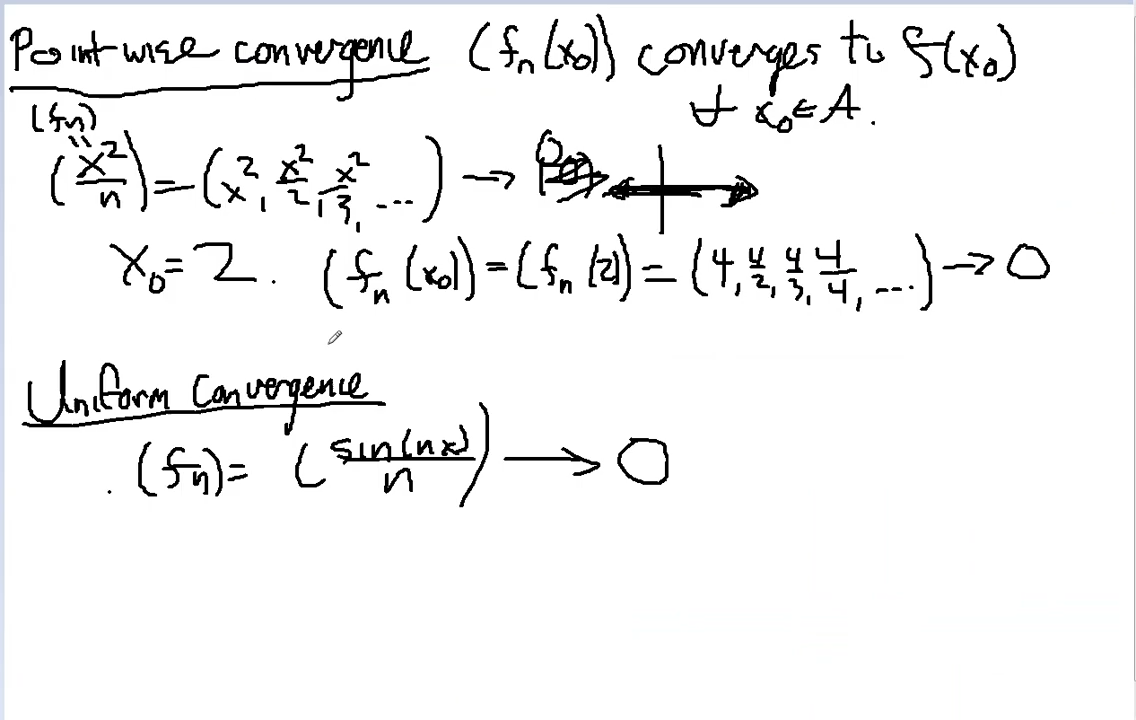 Pointwise convergence (fₙ(x₀)) converges to f(x₀)
∀ x₀ ∈ A.
(fn)
"
(x²/n) = (x², x²/2, x²/3, ...) → 0
x₀ = 2. (fₙ(x₀)) = (fₙ(2)) = (4, 4/2, 4/3, 4/4, ...) → 0
Uniform Convergence
. (fₙ) = (sin(nx)/n) → 0